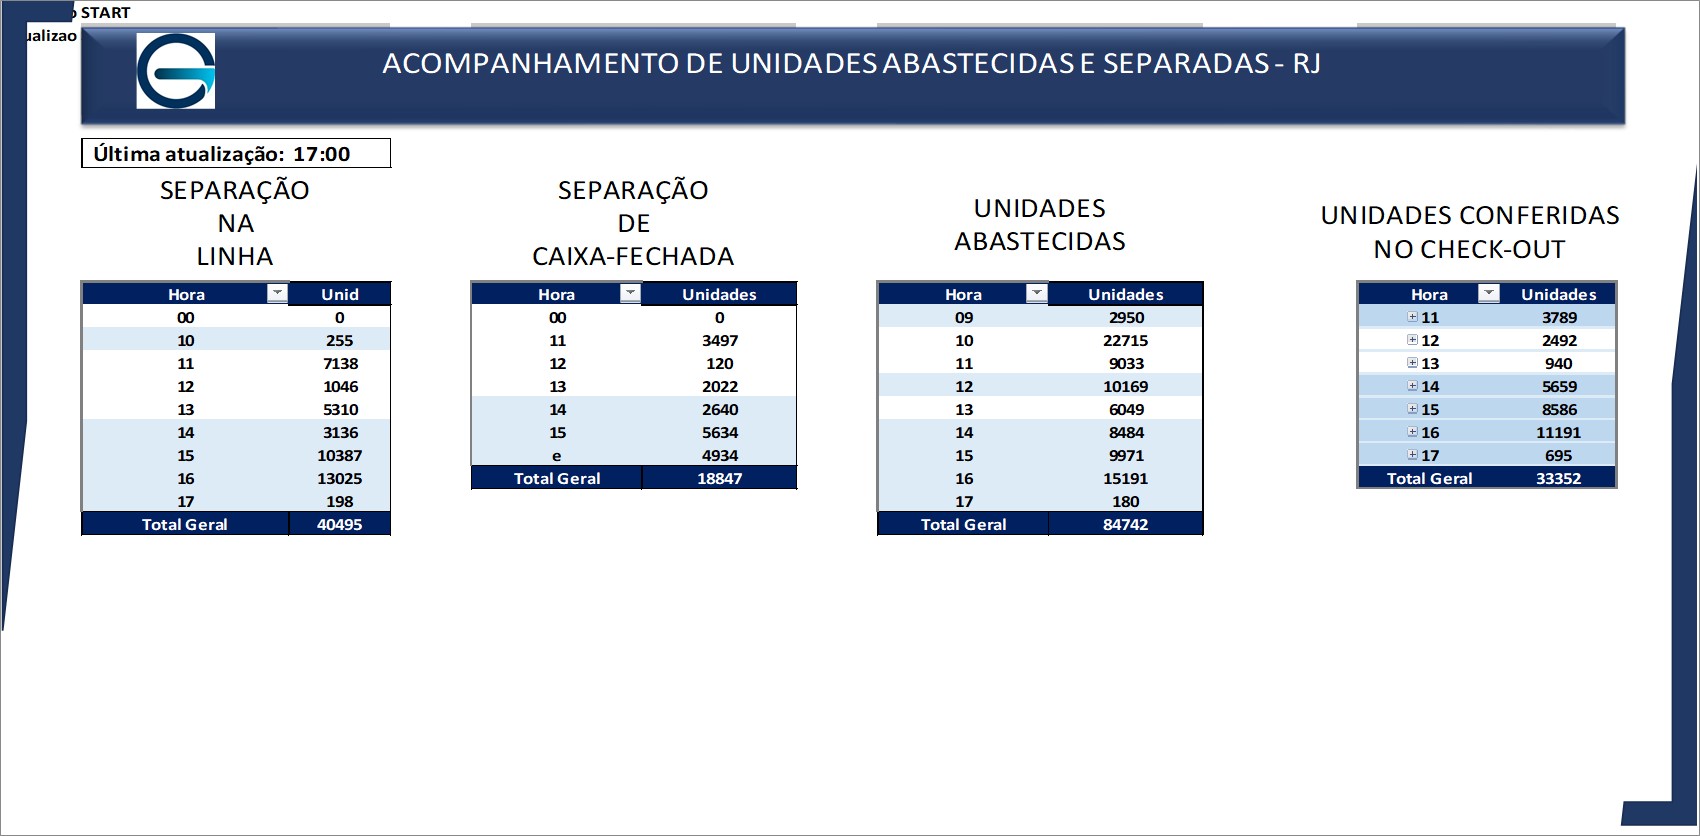 START
ualizao
ACOMPANHAMENTO DE UNIDADES ABASTECIDAS E SEPARADAS - RJ
Última atualização: 17:00
SEPARAÇÃO
NA
LINHA
Hora Unid
00 0
10 255
11 7138
12 1046
13 5310
14 3136
15 10387
16 13025
17 198
Total Geral 40495
SEPARAÇÃO
DE
CAIXA-FECHADA
Hora Unidades
00 0
11 3497
12 120
13 2022
14 2640
15 5634
e 4934
Total Geral 18847
UNIDADES
ABASTECIDAS
Hora Unidades
09 2950
10 22715
11 9033
12 10169
13 6049
14 8484
15 9971
16 15191
17 180
Total Geral 84742
UNIDADES CONFERIDAS
NO CHECK-OUT
Hora Unidades
11 3789
12 2492
13 940
14 5659
15 8586
16 11191
17 695
Total Geral 33352